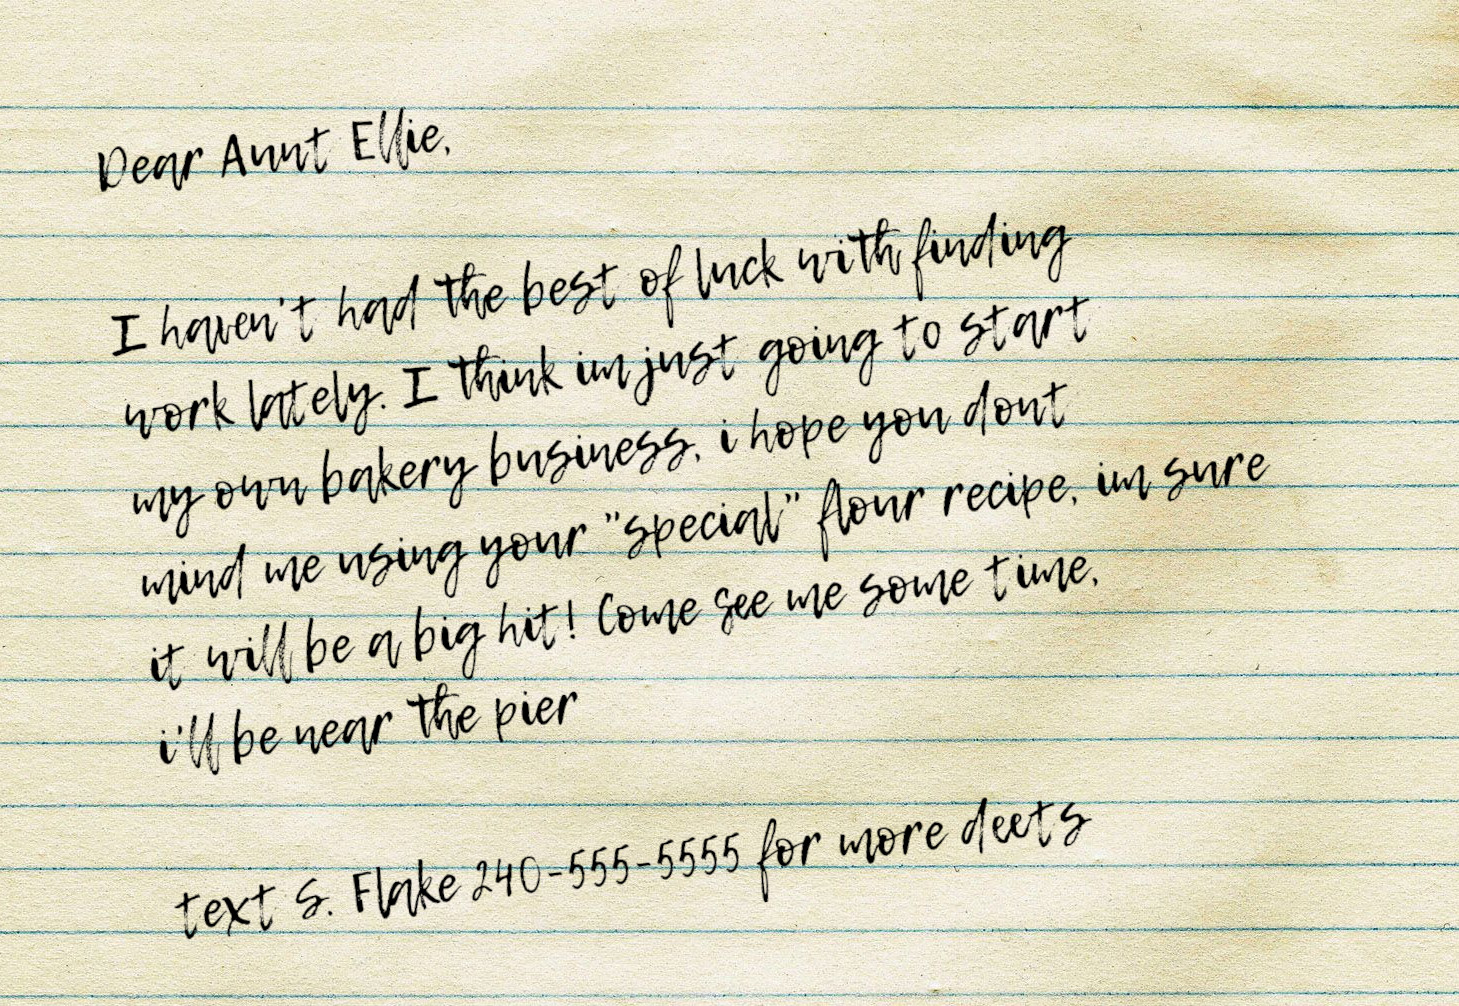 Dear Aunt Ellie,
I haven't had the best of luck with finding
work lately. I think im just going to start
my own bakery business, i hope you dont
mind me using your "special" flour recipe, im sure
it will be a big hit! Come see me some time,
i'll be near the pier
text S. Flake 240-555-5555 for more deets